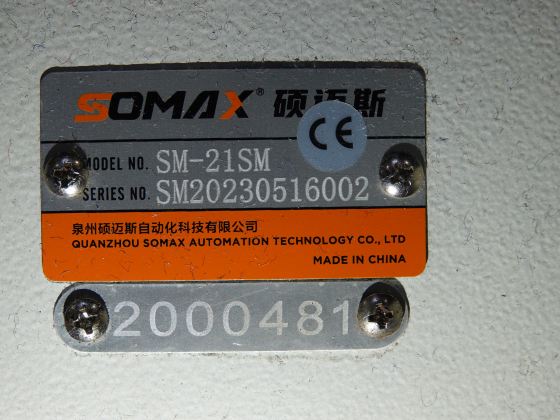 SOMAX® 硕迈斯
CE
MODEL NO. SM-21SM
SERIES NO. SM20230516002
泉州硕迈斯自动化科技有限公司
QUANZHOU SOMAX AUTOMATION TECHNOLOGY CO., LTD
MADE IN CHINA
2000481